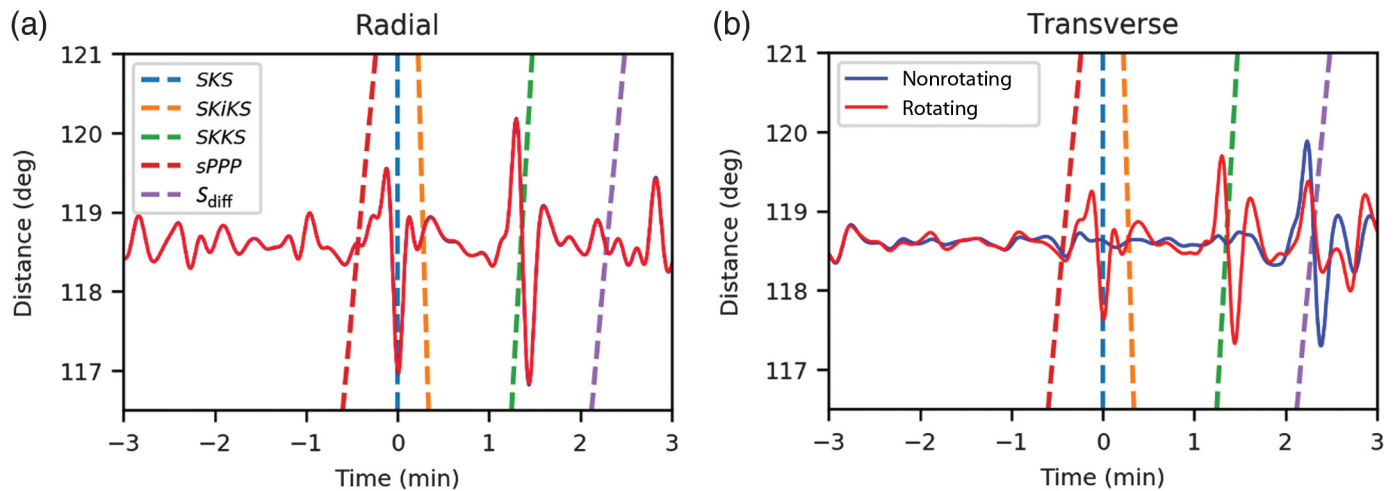 (a)
Radial
121
120
119
118
117
Distance (deg)
SKS
SKiKS
SKKS
sPPP
Sdiff
−3 −2 −1 0 1 2 3
Time (min)
(b)
Transverse
121
120
119
118
117
Distance (deg)
Nonrotating
Rotating
−3 −2 −1 0 1 2 3
Time (min)